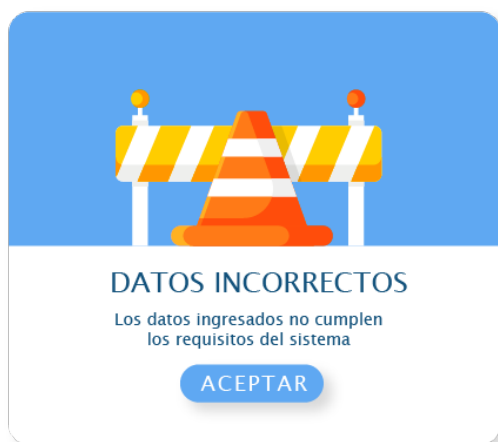 DATOS INCORRECTOS
Los datos ingresados no cumplen
los requisitos del sistema
ACEPTAR